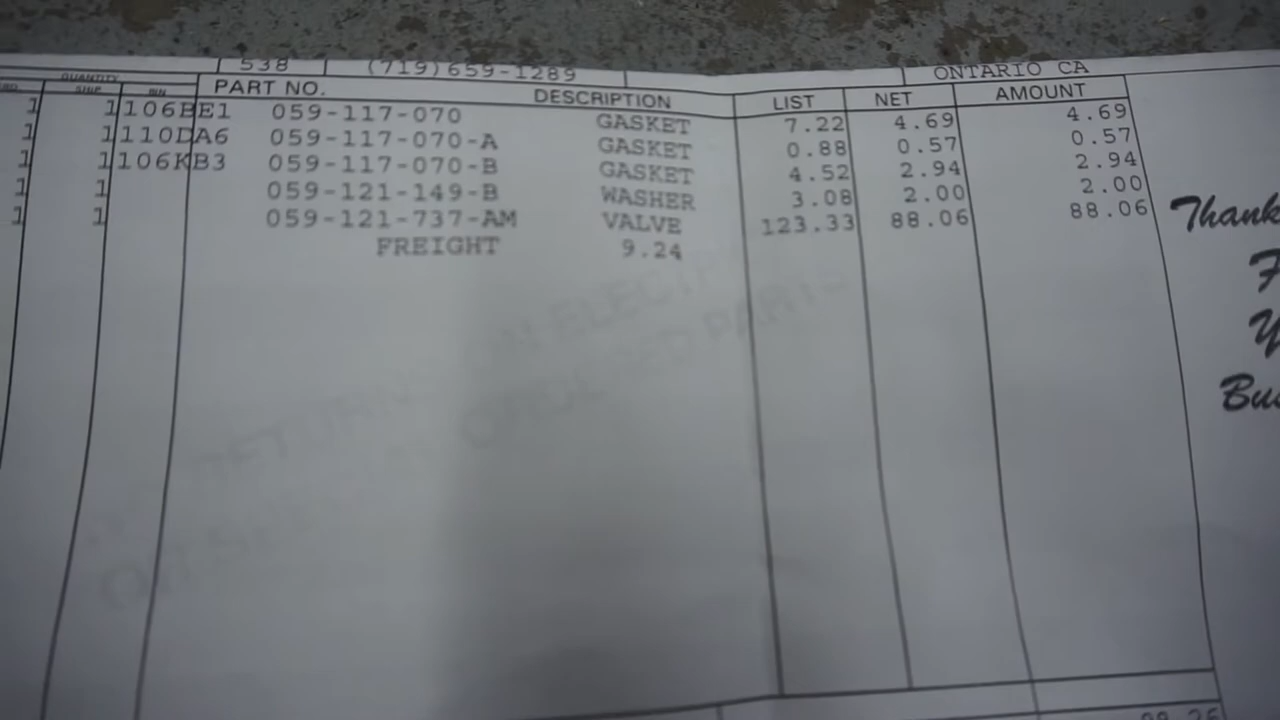 538 (719)659-1289 ONTARIO CA
QUANTITY
SHIP BIN PART NO. DESCRIPTION LIST NET AMOUNT
1 1 106BE1 059-117-070 GASKET 7.22 4.69 4.69
1 1 110DA6 059-117-070-A GASKET 0.88 0.57 0.57
1 1 106KB3 059-117-070-B GASKET 4.52 2.94 2.94
1 1 059-121-149-B WASHER 3.08 2.00 2.00
1 1 059-121-737-AM VALVE 123.33 88.06 88.06
FREIGHT 9.24
Thank